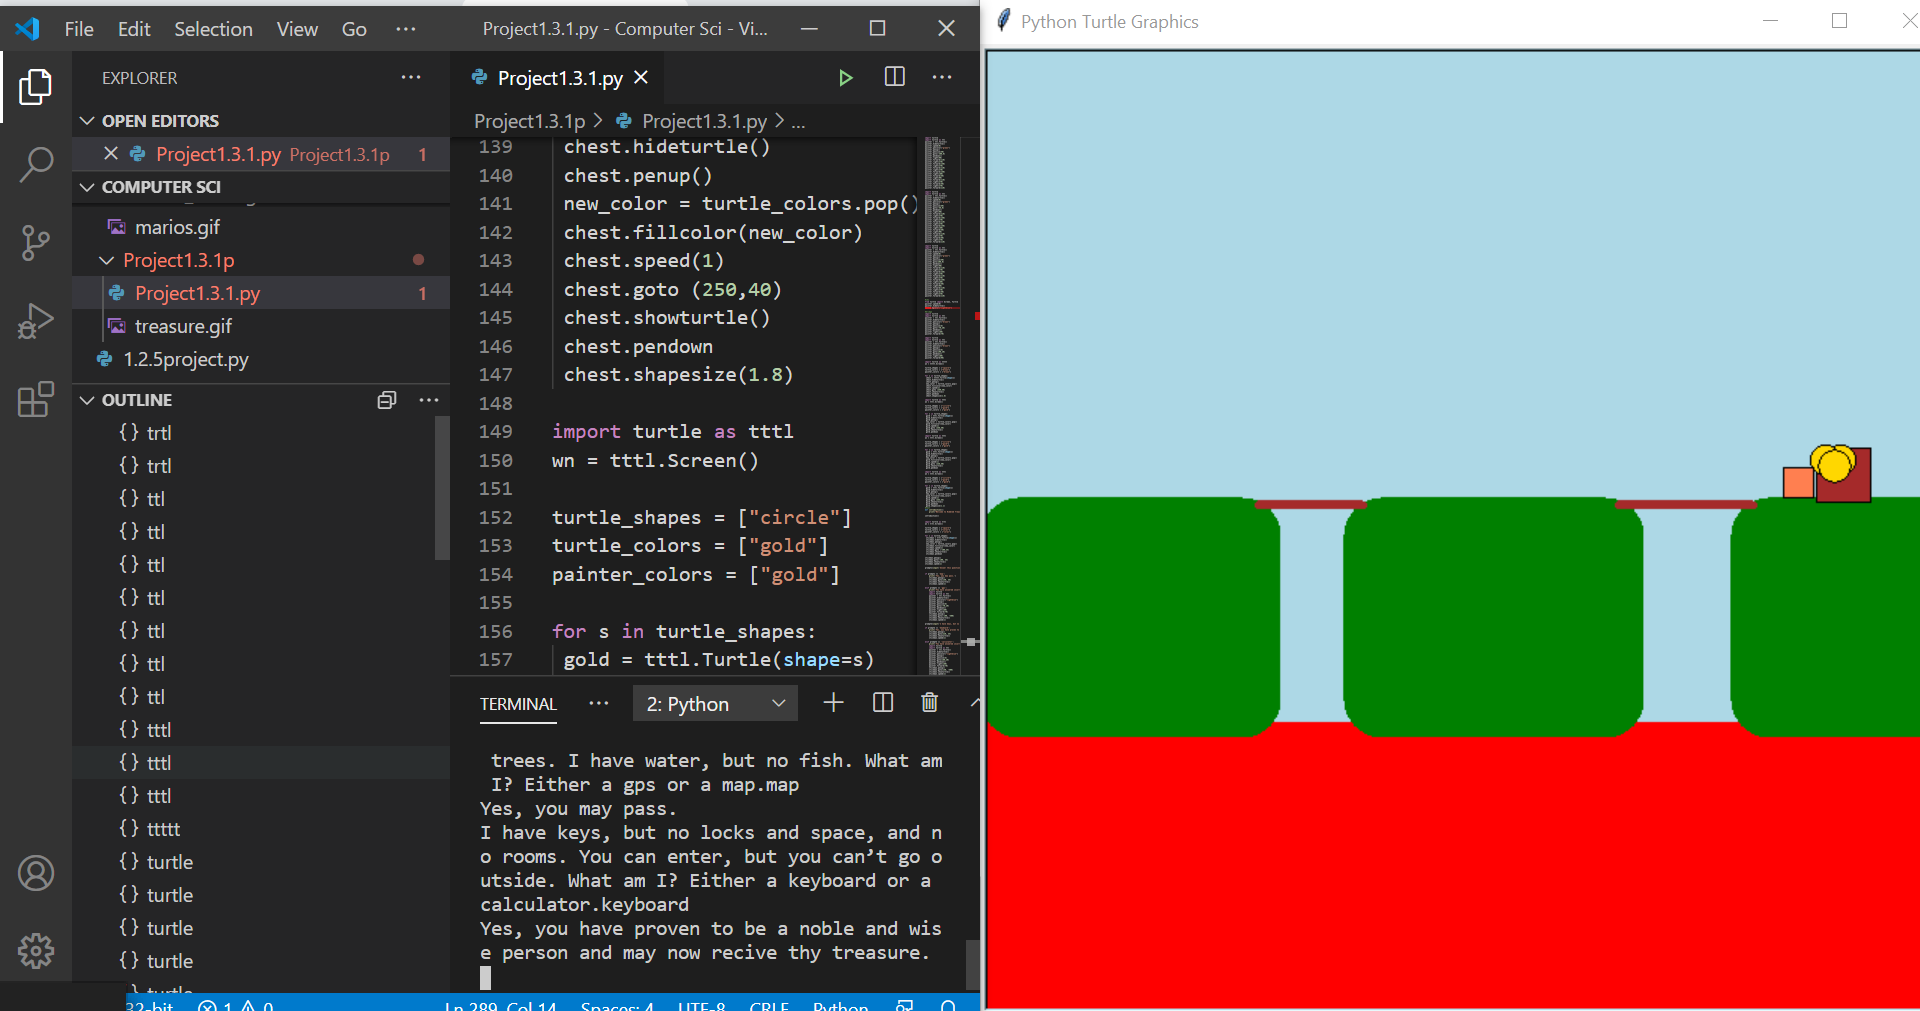 File Edit Selection View Go ··· Project1.3.1.py - Computer Sci - Vi...
Python Turtle Graphics
EXPLORER
OPEN EDITORS
Project1.3.1.py Project1.3.1p 1
COMPUTER SCI
marios.gif
Project1.3.1p
Project1.3.1.py 1
treasure.gif
1.2.5project.py
OUTLINE
{} trtl
{} trtl
{} ttl
{} ttl
{} ttl
{} ttl
{} ttl
{} ttl
{} ttl
{} tttl
{} tttl
{} tttl
{} ttttt
{} turtle
{} turtle
{} turtle
{} turtle
{} turtle
Project1.3.1.py
Project1.3.1p > Project1.3.1.py > ...
139 chest.hideturtle()
140 chest.penup()
141 new_color = turtle_colors.pop()
142 chest.fillcolor(new_color)
143 chest.speed(1)
144 chest.goto (250,40)
145 chest.showturtle()
146 chest.pendown
147 chest.shapesize(1.8)
148
149 import turtle as tttl
150 wn = tttl.Screen()
151
152 turtle_shapes = ["circle"]
153 turtle_colors = ["gold"]
154 painter_colors = ["gold"]
155
156 for s in turtle_shapes:
157 gold = tttl.Turtle(shape=s)
TERMINAL ··· 2: Python
trees. I have water, but no fish. What am
I? Either a gps or a map.map
Yes, you may pass.
I have keys, but no locks and space, and n
o rooms. You can enter, but you can’t go o
utside. What am I? Either a keyboard or a
calculator.keyboard
Yes, you have proven to be a noble and wis
e person and may now recive thy treasure.
32-bit 1 0 Ln 289, Col 14 Spaces: 4 UTF-8 CRLF Python